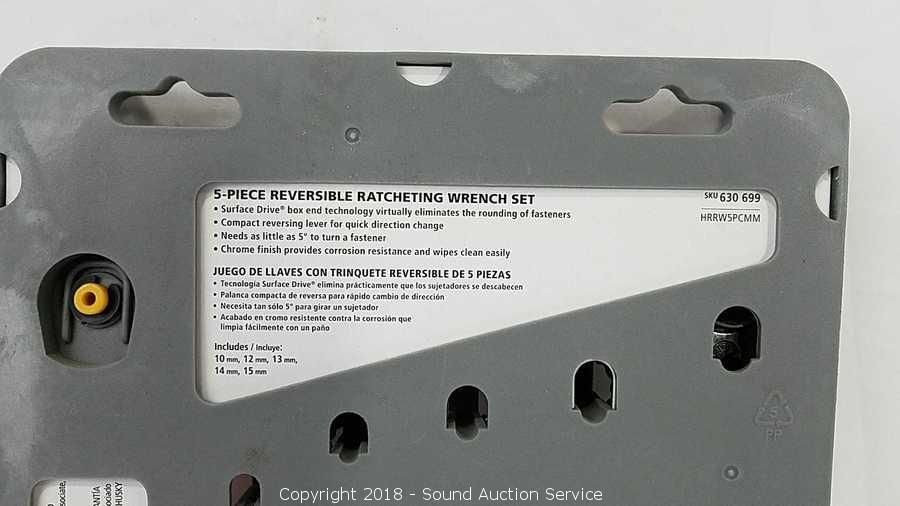 5-PIECE REVERSIBLE RATCHETING WRENCH SET
SKU 630 699
HRRW5PCMM
• Surface Drive® box end technology virtually eliminates the rounding of fasteners
• Compact reversing lever for quick direction change
• Needs as little as 5° to turn a fastener
• Chrome finish provides corrosion resistance and wipes clean easily
JUEGO DE LLAVES CON TRINQUETE REVERSIBLE DE 5 PIEZAS
• Tecnología Surface Drive® elimina prácticamente que los sujetadores se descabecen
• Palanca compacta de reversa para rápido cambio de dirección
• Necesita tan sólo 5° para girar un sujetador
• Acabado en cromo resistente contra la corrosión que
limpia fácilmente con un paño
Includes / Incluye:
10 mm, 12 mm, 13 mm,
14 mm, 15 mm
5
PP
HUSKY
Copyright 2018 - Sound Auction Service